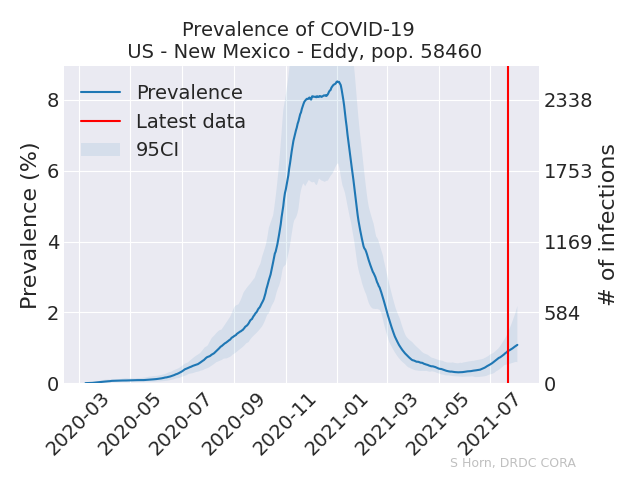 Prevalence of COVID-19
US - New Mexico - Eddy, pop. 58460
Prevalence
Latest data
95CI
Prevalence (%)
8
6
4
2
0
2338
1753
1169
584
0
# of infections
2020-03
2020-05
2020-07
2020-09
2020-11
2021-01
2021-03
2021-05
2021-07
S Horn, DRDC CORA